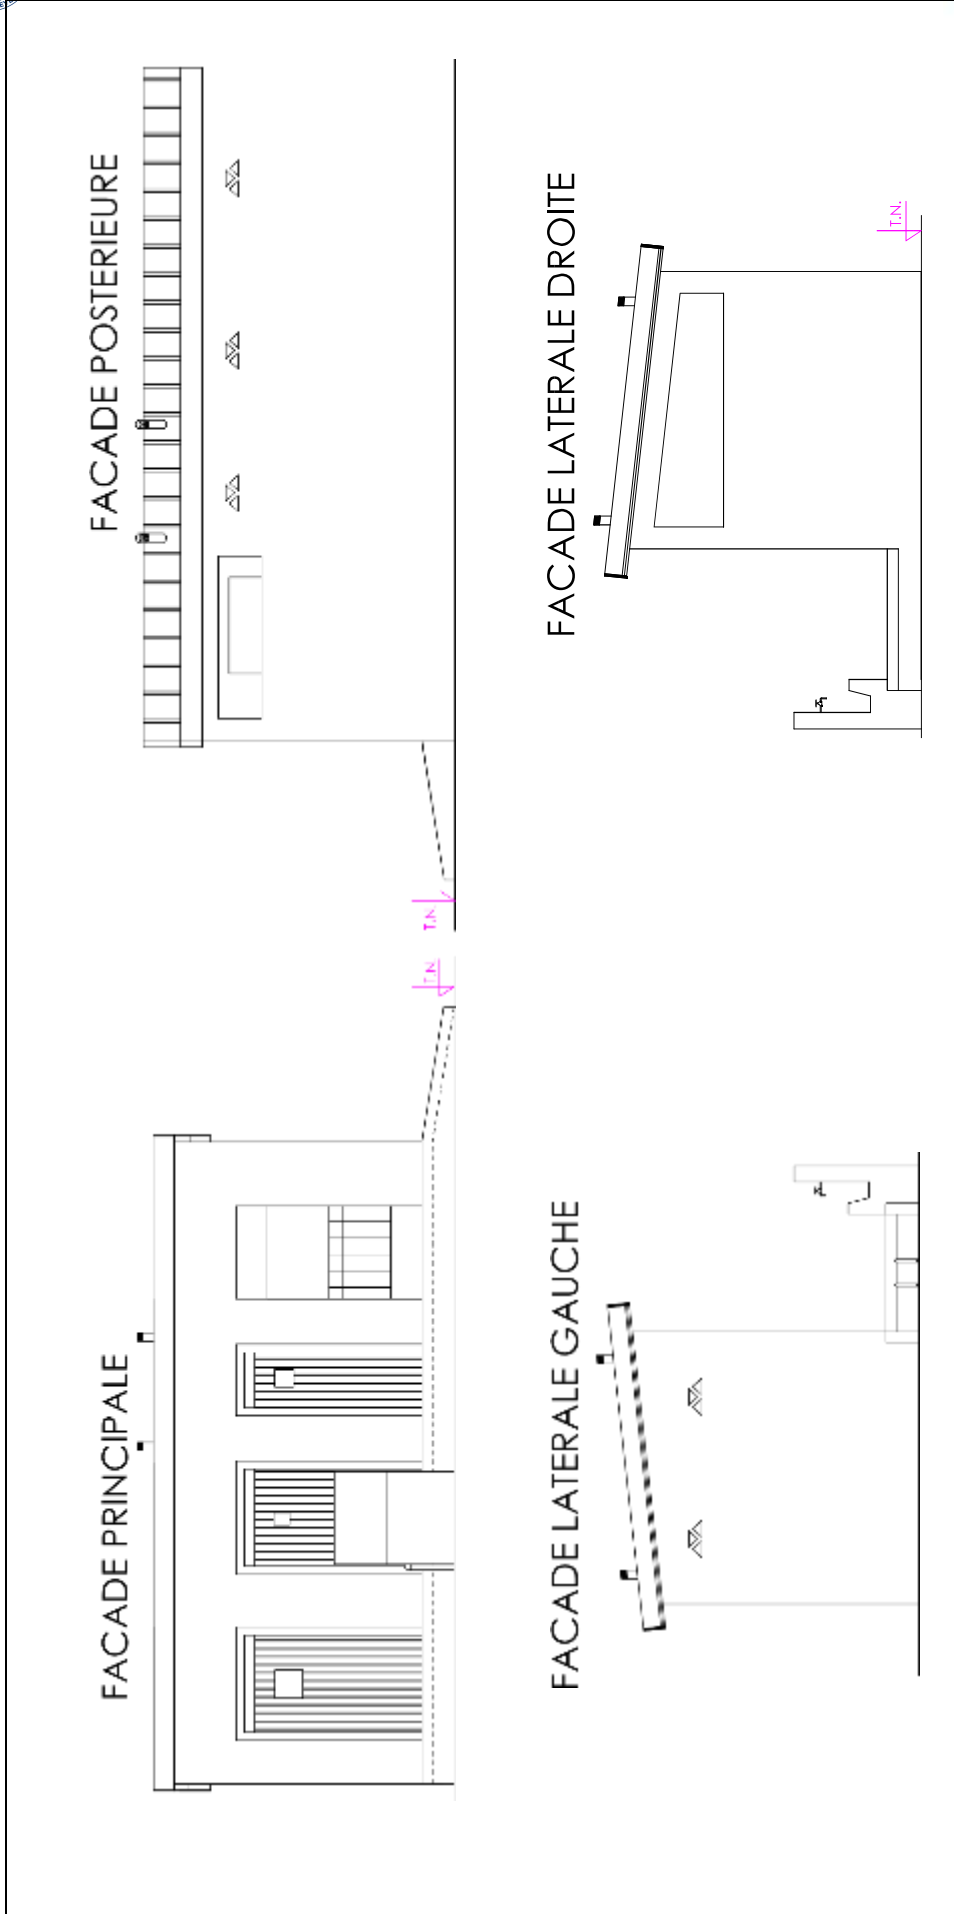 FACADE PRINCIPALE
T.N
FACADE POSTERIEURE
T.N
FACADE LATERALE GAUCHE
FACADE LATERALE DROITE
T.N.